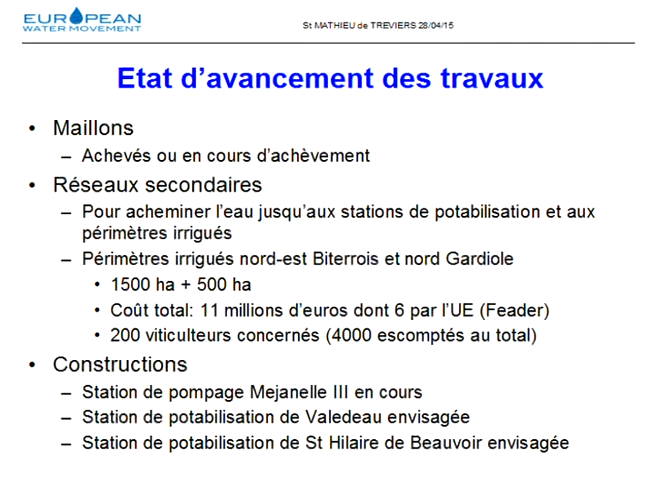 EUROPEAN
WATER MOVEMENT
St MATHIEU de TREVIERS 28/04/15
Etat d'avancement des travaux
• Maillons
– Achevés ou en cours d'achèvement
• Réseaux secondaires
– Pour acheminer l'eau jusqu'aux stations de potabilisation et aux
périmètres irrigués
– Périmètres irrigués nord-est Biterrois et nord Gardiole
• 1500 ha + 500 ha
• Coût total: 11 millions d'euros dont 6 par l'UE (Feader)
• 200 viticulteurs concernés (4000 escomptés au total)
• Constructions
– Station de pompage Mejanelle III en cours
– Station de potabilisation de Valedeau envisagée
– Station de potabilisation de St Hilaire de Beauvoir envisagée